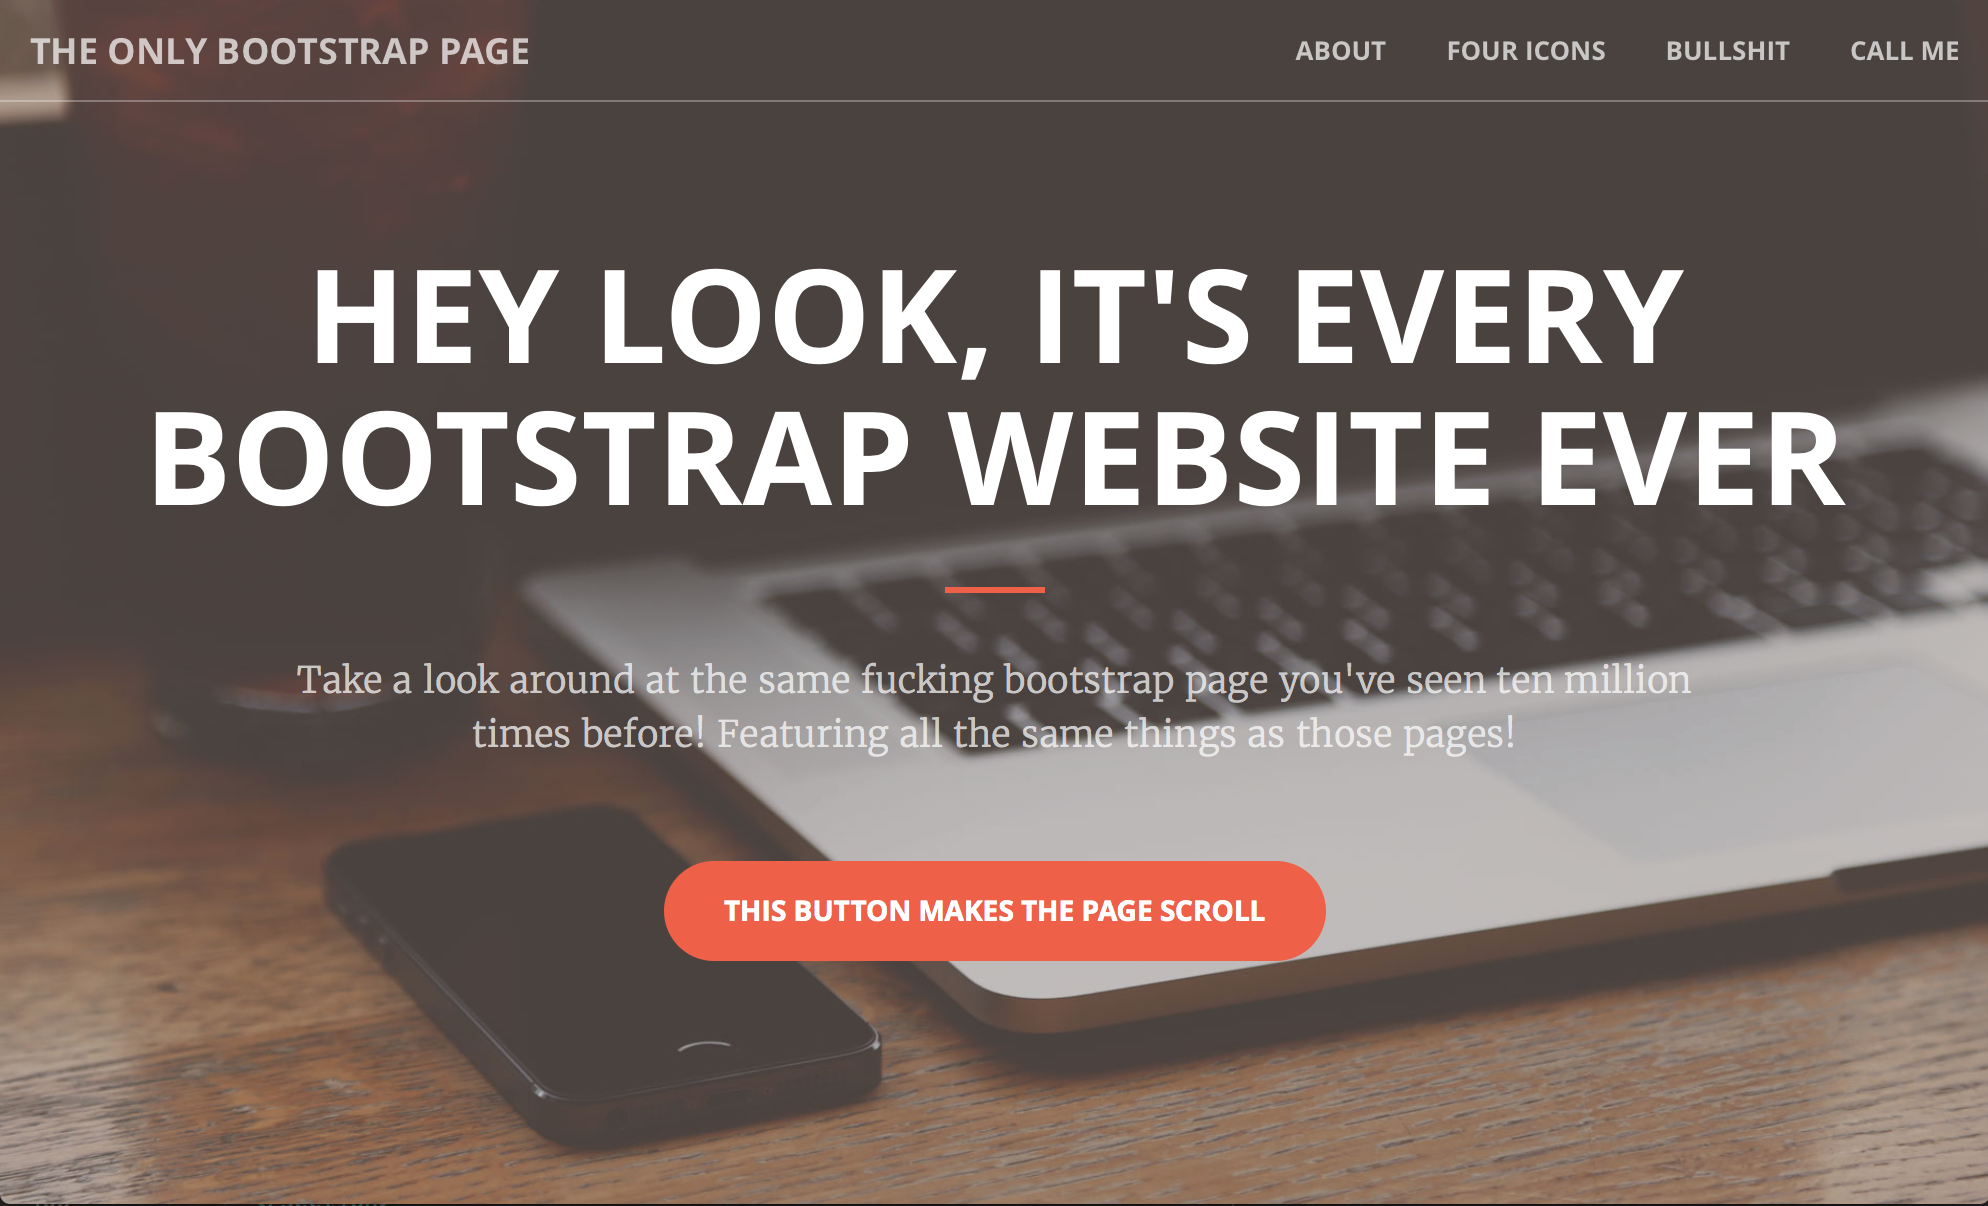 THE ONLY BOOTSTRAP PAGE
ABOUT FOUR ICONS BULLSHIT CALL ME
HEY LOOK, IT'S EVERY
BOOTSTRAP WEBSITE EVER
Take a look around at the same fucking bootstrap page you've seen ten million
times before! Featuring all the same things as those pages!
THIS BUTTON MAKES THE PAGE SCROLL